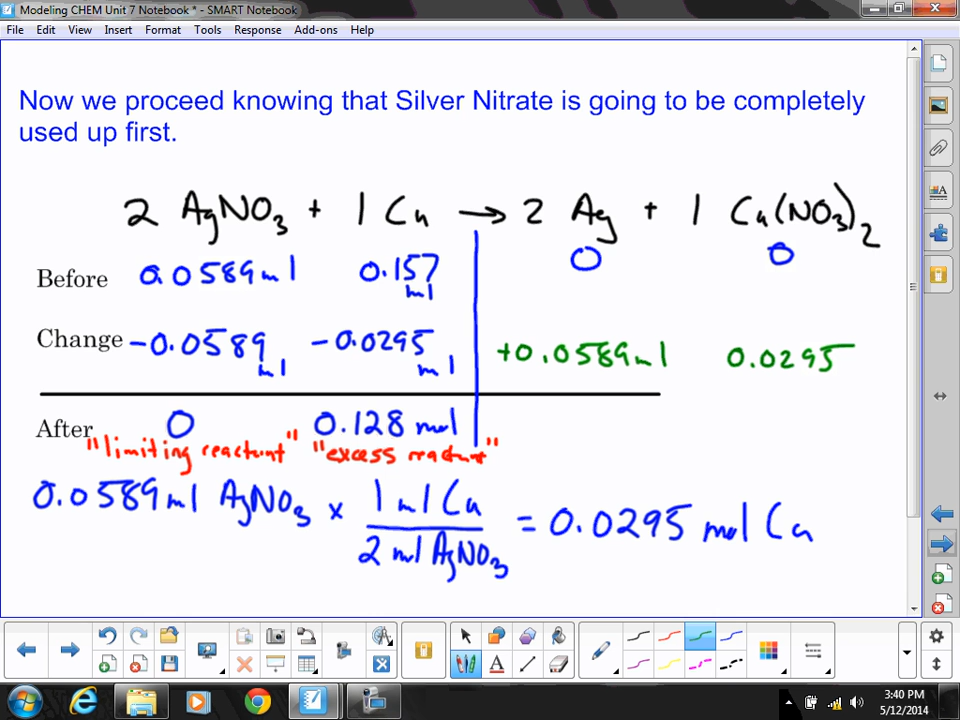 Modeling CHEM Unit 7 Notebook * - SMART Notebook
File Edit View Insert Format Tools Response Add-ons Help
Now we proceed knowing that Silver Nitrate is going to be completely
used up first.
2 AgNO3 + 1 Cu → 2 Ag + 1 Cu(NO3)2
Before 0.0589 mol 0.157 mol 0 0
Change -0.0589 mol -0.0295 mol +0.0589 mol 0.0295
After 0 0.128 mol
"limiting reactant" "excess reactant"
0.0589 mol AgNO3 x 1 mol Cu / 2 mol AgNO3 = 0.0295 mol Cu
3:40 PM
5/12/2014